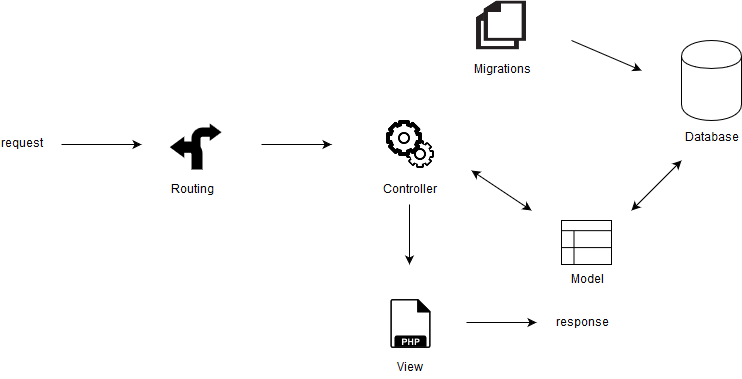 Migrations
Database
request
Routing
Controller
Model
PHP
response
View